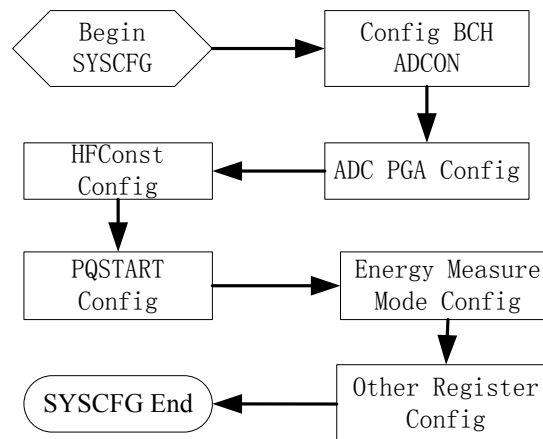 Begin
SYSCFG
Config BCH
ADCON
ADC PGA Config
HFConst
Config
PQSTART
Config
Energy Measure
Mode Config
Other Register
Config
SYSCFG End